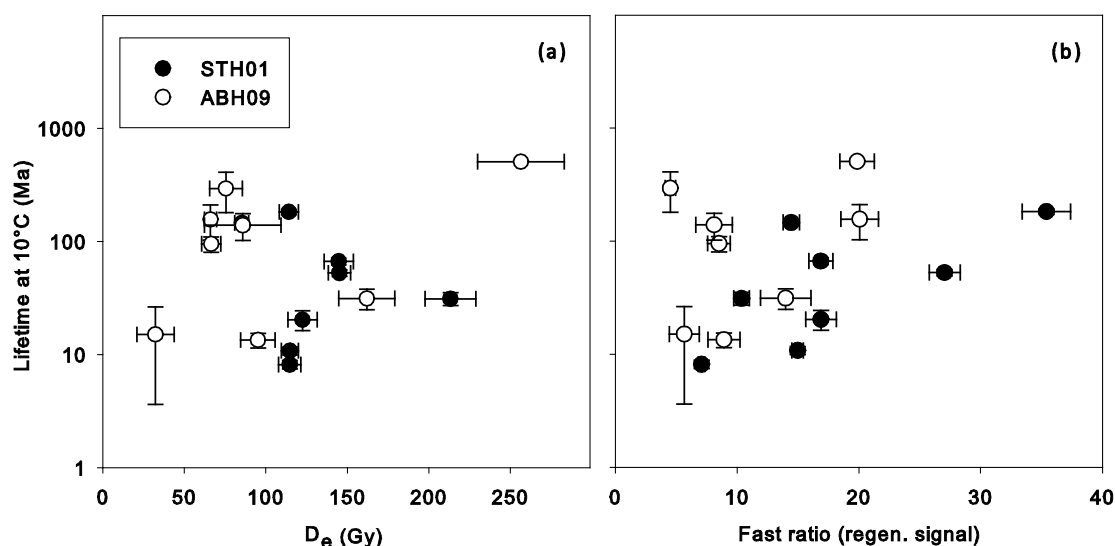 (a)
(b)
STH01
ABH09
Lifetime at 10°C (Ma)
1000
100
10
1
0 50 100 150 200 250
0 10 20 30 40
De (Gy)
Fast ratio (regen. signal)